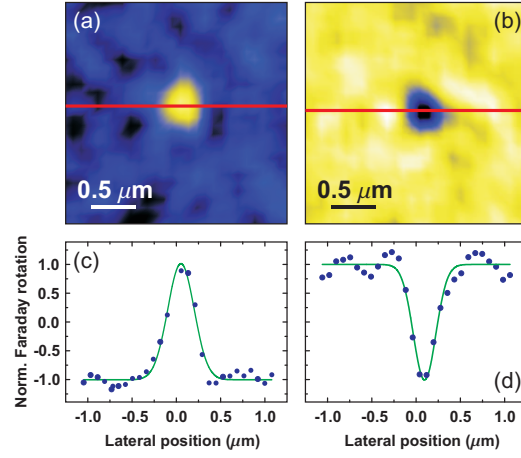 (a)
(b)
0.5 μm
0.5 μm
Norm. Faraday rotation
1.0
0.5
0.0
-0.5
-1.0
(c)
(d)
-1.0 -0.5 0.0 0.5 1.0
-1.0 -0.5 0.0 0.5 1.0
Lateral position (μm)
Lateral position (μm)